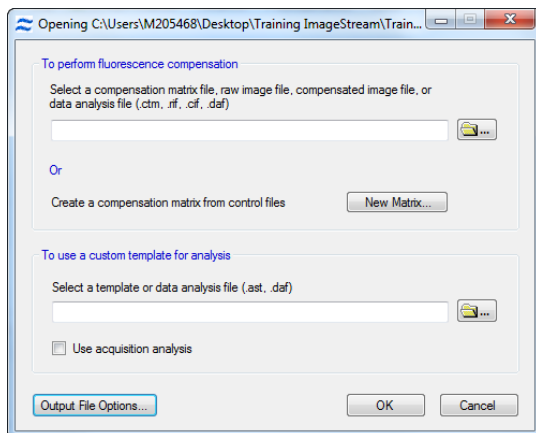 Opening C:\Users\M205468\Desktop\Training ImageStream\Train...
To perform fluorescence compensation
Select a compensation matrix file, raw image file, compensated image file, or
data analysis file (.ctm, .rif, .cif, .daf)
...
Or
Create a compensation matrix from control files
New Matrix...
To use a custom template for analysis
Select a template or data analysis file (.ast, .daf)
...
Use acquisition analysis
Output File Options...
OK
Cancel